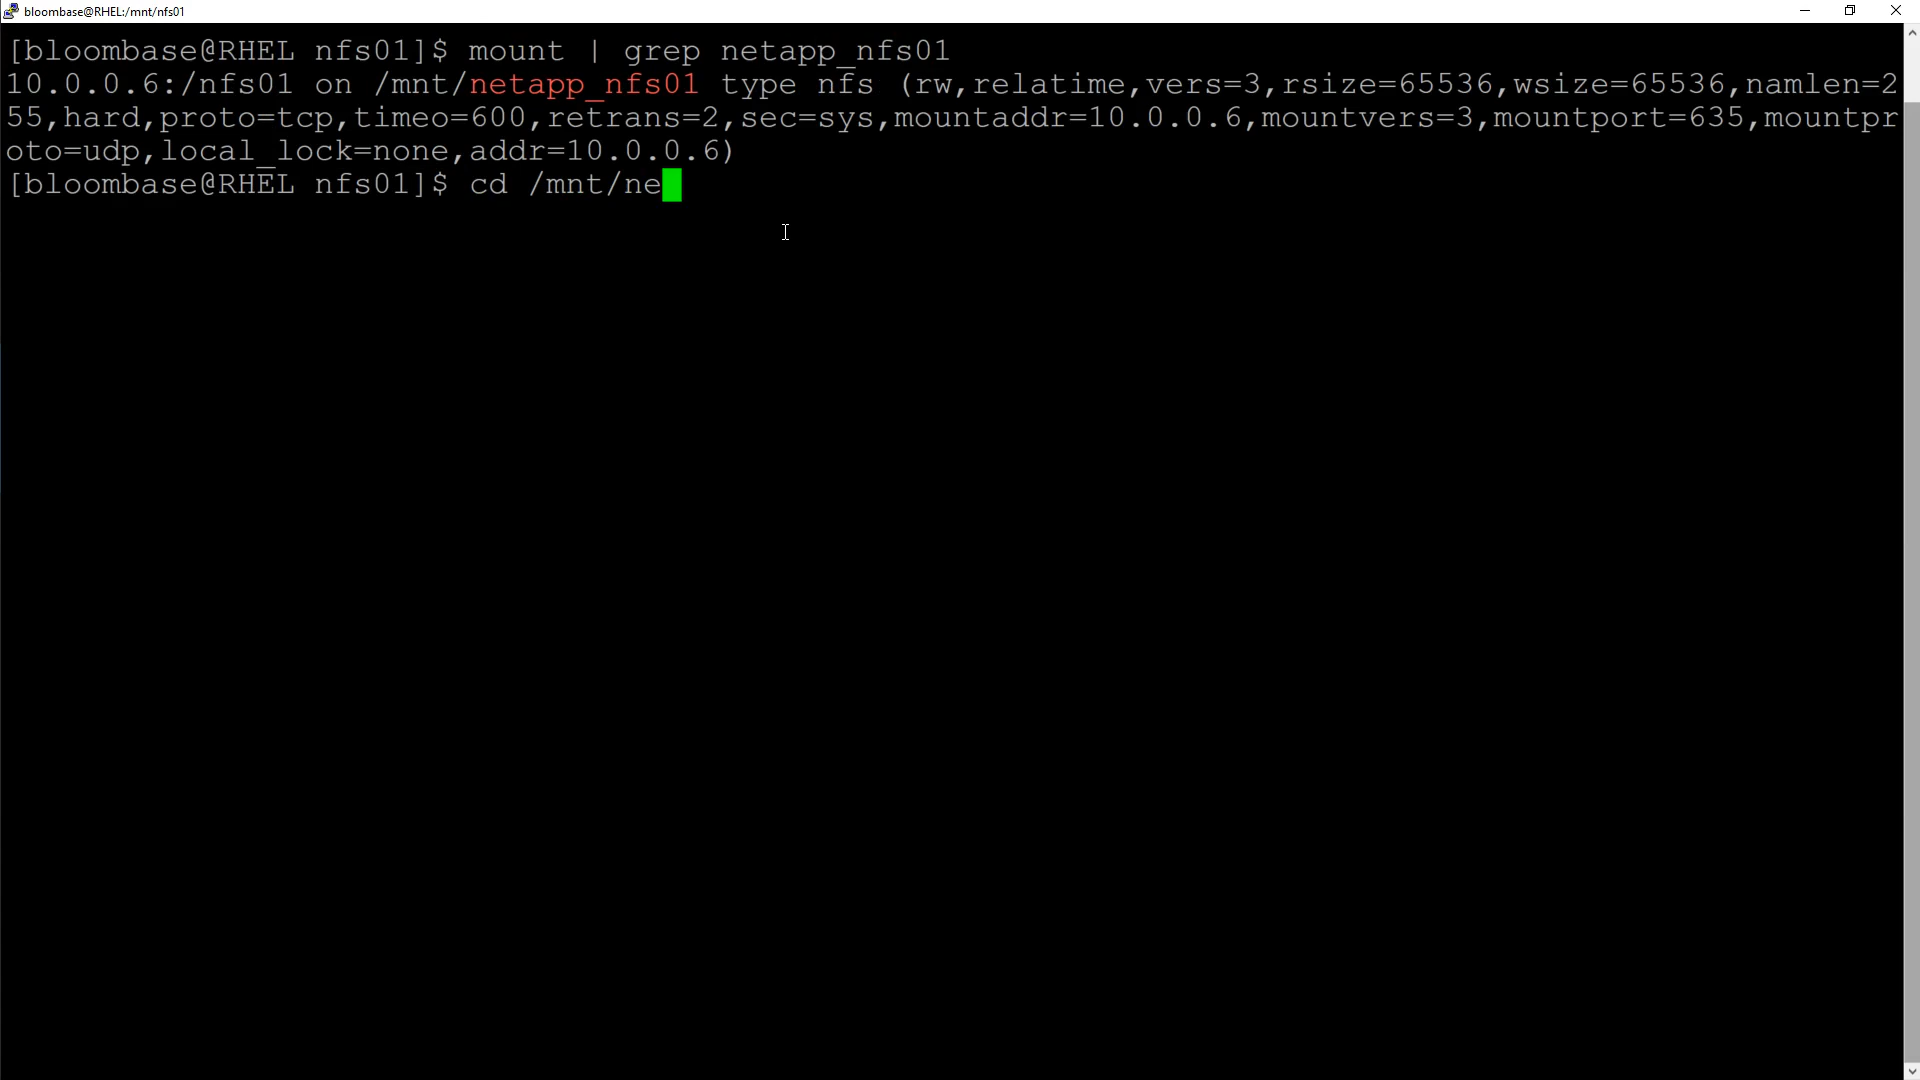 bloombase@RHEL:/mnt/nfs01
[bloombase@RHEL nfs01]$ mount | grep netapp_nfs01
10.0.0.6:/nfs01 on /mnt/netapp_nfs01 type nfs (rw,relatime,vers=3,rsize=65536,wsize=65536,namlen=2
55,hard,proto=tcp,timeo=600,retrans=2,sec=sys,mountaddr=10.0.0.6,mountvers=3,mountport=635,mountpr
oto=udp,local_lock=none,addr=10.0.0.6)
[bloombase@RHEL nfs01]$ cd /mnt/ne